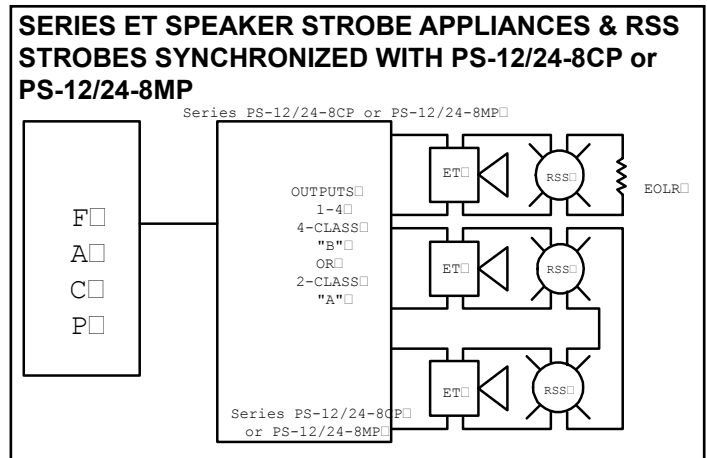 SERIES ET SPEAKER STROBE APPLIANCES & RSS
STROBES SYNCHRONIZED WITH PS-12/24-8CP or
PS-12/24-8MP
Series PS-12/24-8CP or PS-12/24-8MP
F
A
C
P
OUTPUTS
1-4
4-CLASS
"B"
OR
2-CLASS
"A"
ET
RSS
EOLR
ET
RSS
ET
RSS
Series PS-12/24-8CP
or PS-12/24-8MP